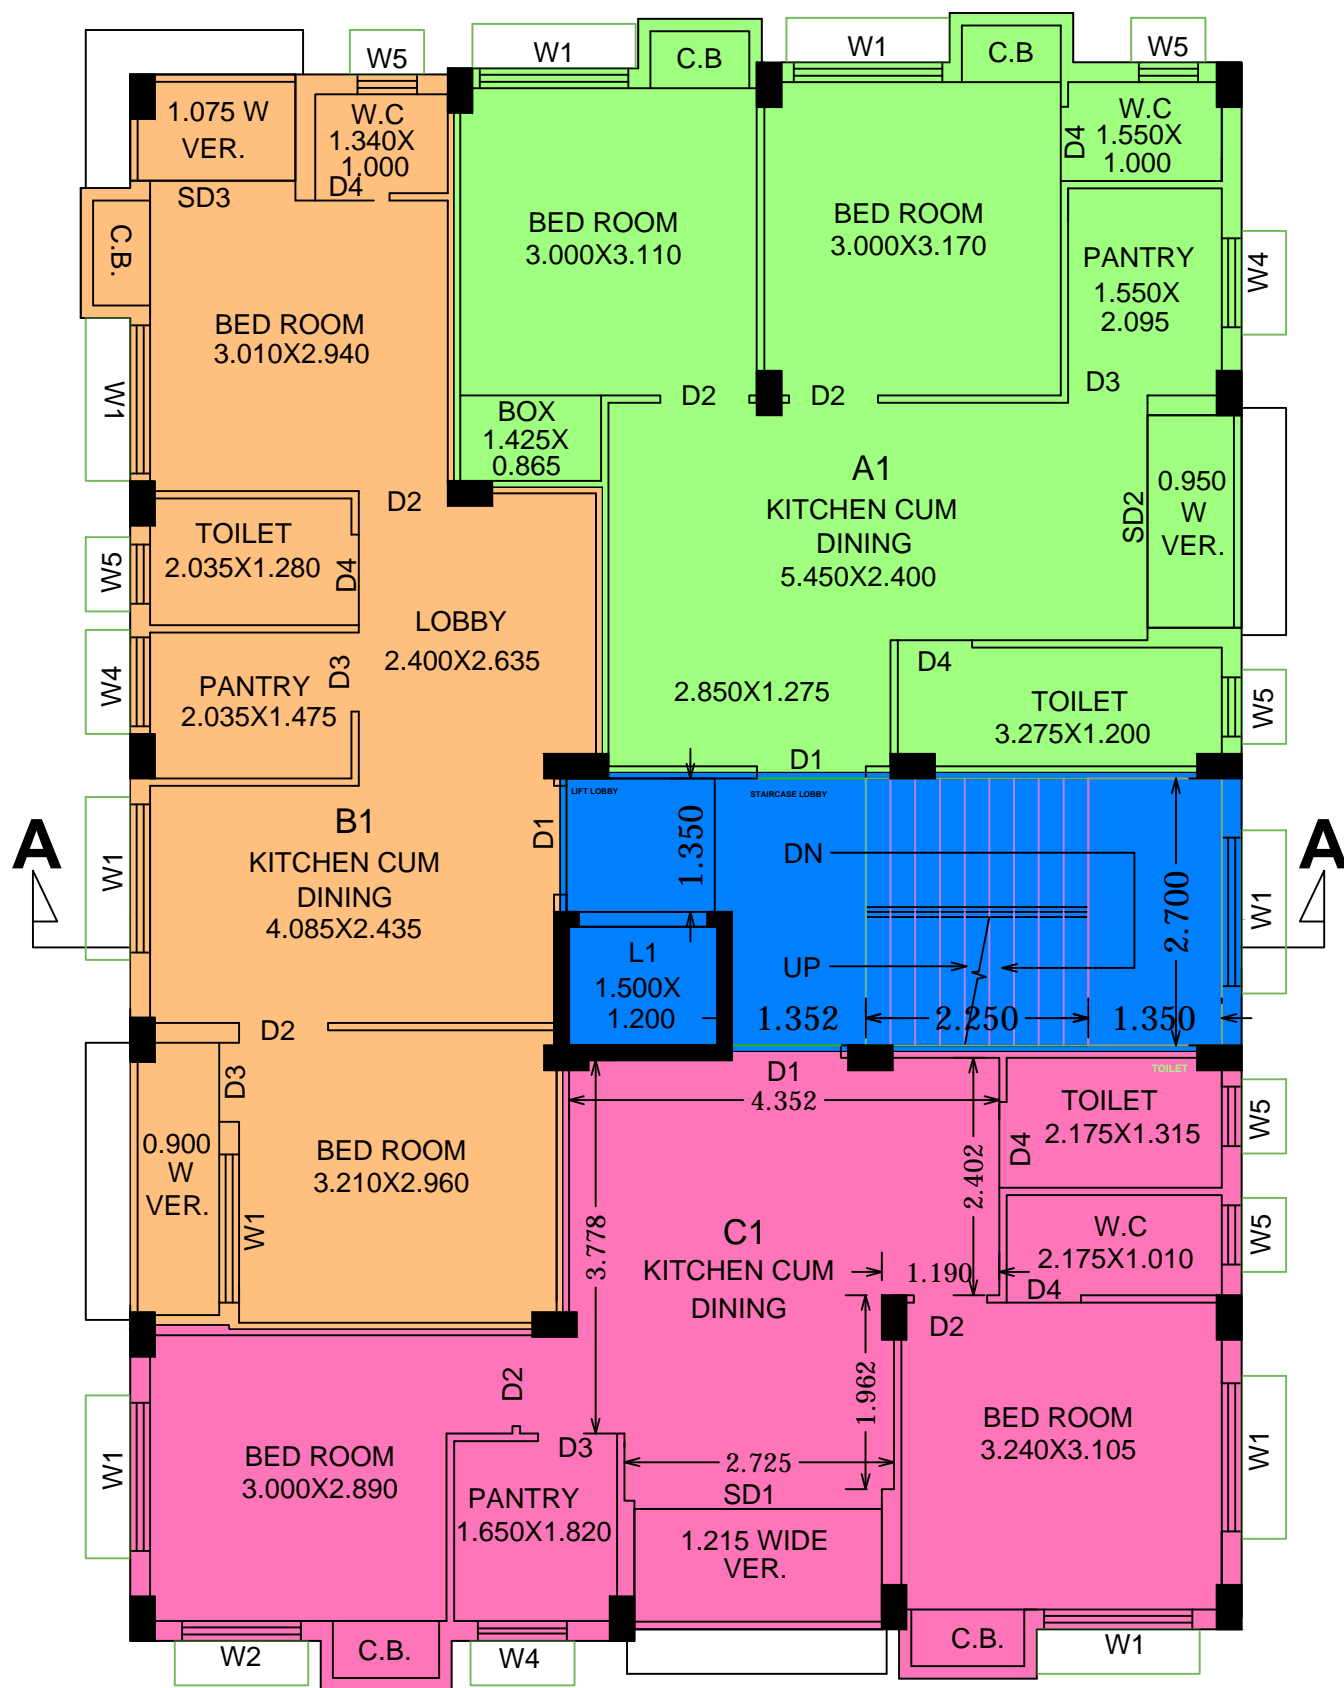 W5
W1
C.B
W1
C.B
W5
1.075 W
VER.
W.C
1.340X
1.000
D4
SD3
C.B.
BED ROOM
3.010X2.940
W1
BED ROOM
3.000X3.110
BED ROOM
3.000X3.170
D4
W.C
1.550X
1.000
PANTRY
1.550X
2.095
W4
D3
D2
D2
BOX
1.425X
0.865
A1
KITCHEN CUM
DINING
5.450X2.400
SD2
0.950
W
VER.
D2
TOILET
2.035X1.280
D4
W5
LOBBY
2.400X2.635
W4
PANTRY
2.035X1.475
D3
2.850X1.275
D4
TOILET
3.275X1.200
W5
D1
LIFT LOBBY
STAIRCASE LOBBY
A
W1
B1
KITCHEN CUM
DINING
4.085X2.435
D1
1.350
DN
2.700
W1
A
L1
1.500X
1.200
UP
1.352
2.250
1.350
D2
D3
0.900
W
VER.
W1
BED ROOM
3.210X2.960
D1
4.352
TOILET
TOILET
2.175X1.315
D4
W5
2.402
3.778
C1
KITCHEN CUM
DINING
W.C
2.175X1.010
W5
1.190
D4
D2
1.962
D2
W1
BED ROOM
3.000X2.890
D3
PANTRY
1.650X1.820
2.725
SD1
1.215 WIDE
VER.
BED ROOM
3.240X3.105
W1
W2
C.B.
W4
C.B.
W1